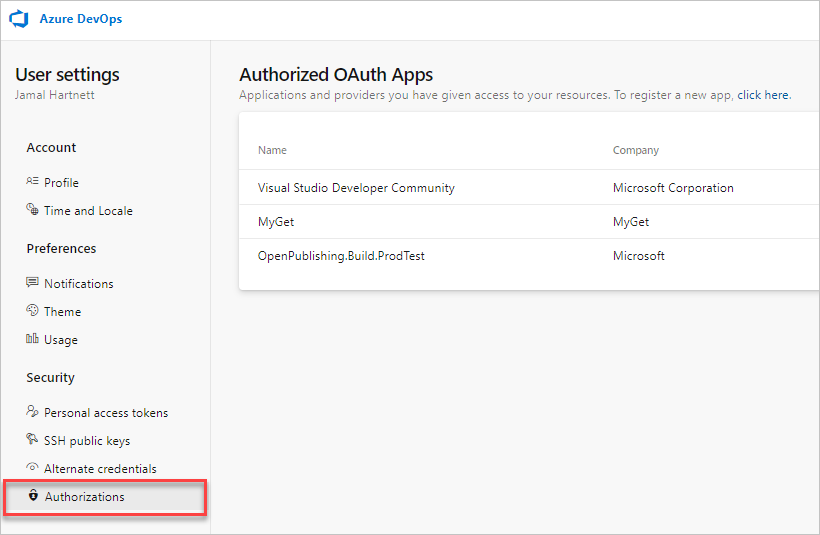 Azure DevOps
User settings
Jamal Hartnett
Account
Profile
Time and Locale
Preferences
Notifications
Theme
Usage
Security
Personal access tokens
SSH public keys
Alternate credentials
Authorizations
Authorized OAuth Apps
Applications and providers you have given access to your resources. To register a new app, click here.
Name Company
Visual Studio Developer Community Microsoft Corporation
MyGet MyGet
OpenPublishing.Build.ProdTest Microsoft